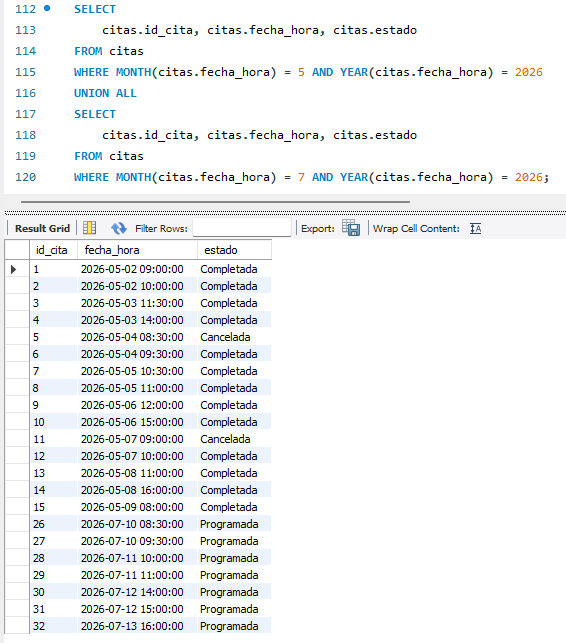 112 SELECT
113 citas.id_cita, citas.fecha_hora, citas.estado
114 FROM citas
115 WHERE MONTH(citas.fecha_hora) = 5 AND YEAR(citas.fecha_hora) = 2026
116 UNION ALL
117 SELECT
118 citas.id_cita, citas.fecha_hora, citas.estado
119 FROM citas
120 WHERE MONTH(citas.fecha_hora) = 7 AND YEAR(citas.fecha_hora) = 2026;
Result Grid Filter Rows: Export: Wrap Cell Content:
id_cita fecha_hora estado
1 2026-05-02 09:00:00 Completada
2 2026-05-02 10:00:00 Completada
3 2026-05-03 11:30:00 Completada
4 2026-05-03 14:00:00 Completada
5 2026-05-04 08:30:00 Cancelada
6 2026-05-04 09:30:00 Completada
7 2026-05-05 10:30:00 Completada
8 2026-05-05 11:00:00 Completada
9 2026-05-06 12:00:00 Completada
10 2026-05-06 15:00:00 Completada
11 2026-05-07 09:00:00 Cancelada
12 2026-05-07 10:00:00 Completada
13 2026-05-08 11:00:00 Completada
14 2026-05-08 16:00:00 Completada
15 2026-05-09 08:00:00 Completada
26 2026-07-10 08:30:00 Programada
27 2026-07-10 09:30:00 Programada
28 2026-07-11 10:00:00 Programada
29 2026-07-11 11:00:00 Programada
30 2026-07-12 14:00:00 Programada
31 2026-07-12 15:00:00 Programada
32 2026-07-13 16:00:00 Programada